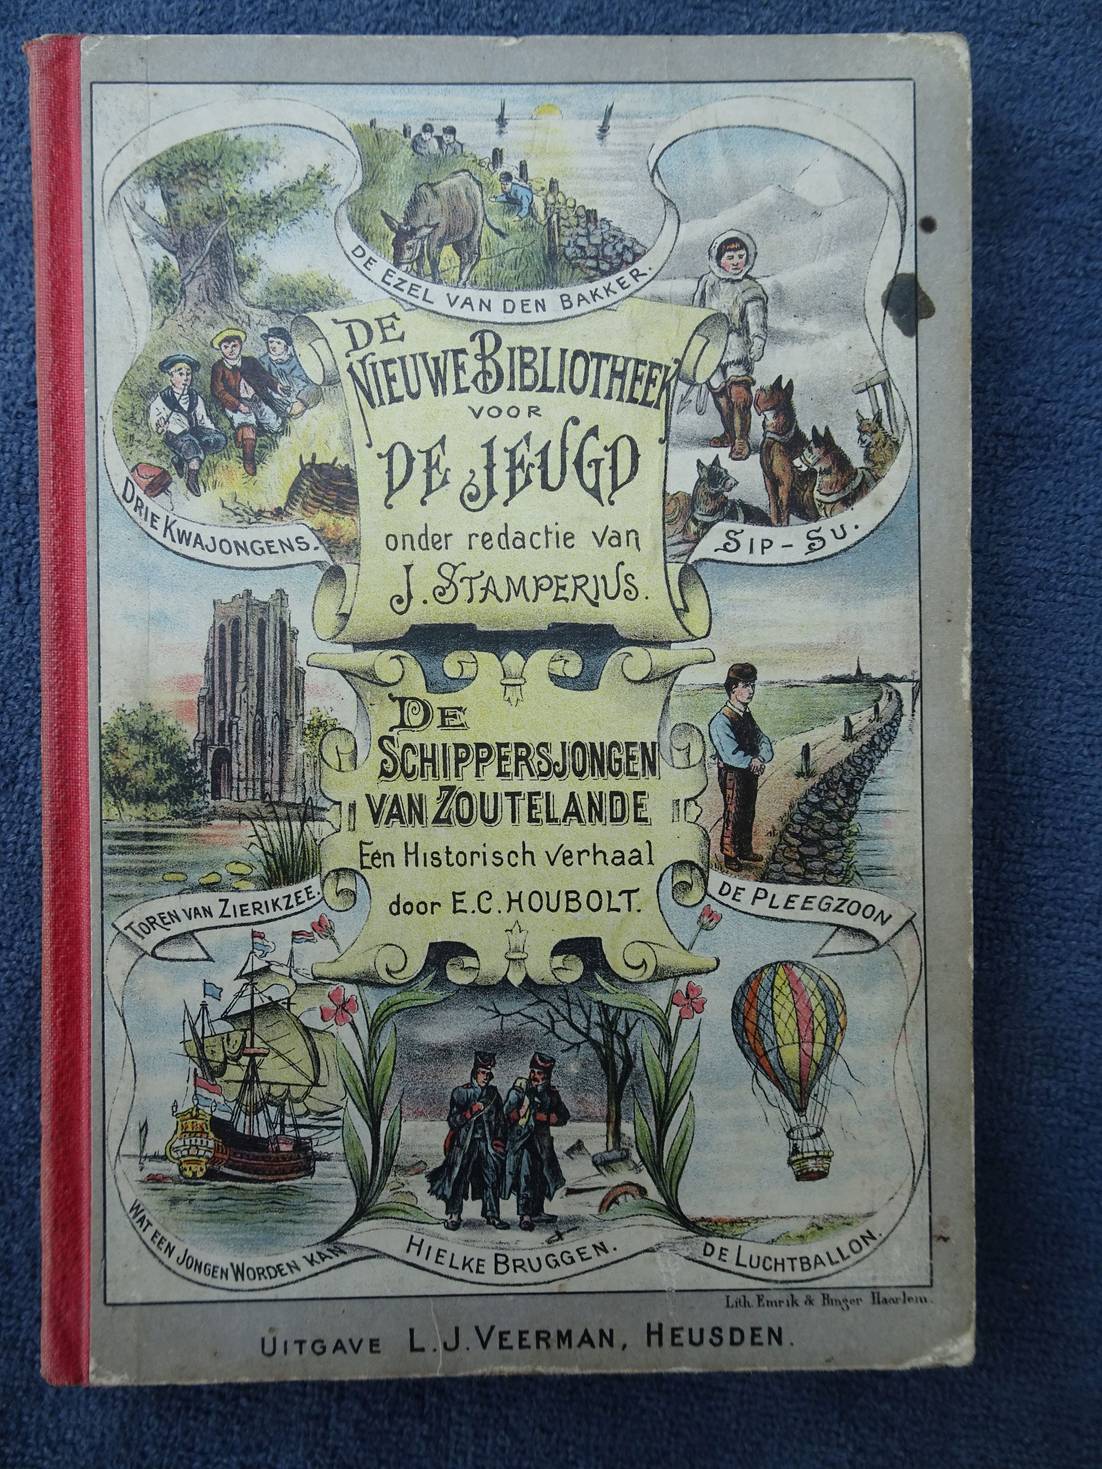 DE EZEL VAN DEN BAKKER.
DE
NIEUWE BIBLIOTHEEK
VOOR
DE JEUGD
onder redactie van
J. STAMPERIUS.
DRIE KWAJONGENS.
SIP-SU.
DE
SCHIPPERSJONGEN
VAN ZOUTELANDE
Een Historisch verhaal
door E.C. HOUBOLT.
TOREN VAN ZIERIKZEE.
DE PLEEGZOON
WAT EEN JONGEN WORDEN KAN
HIELKE BRUGGEN.
DE LUCHTBALLON.
Lith. Emrik & Binger Haarlem.
UITGAVE L.J. VEERMAN, HEUSDEN.